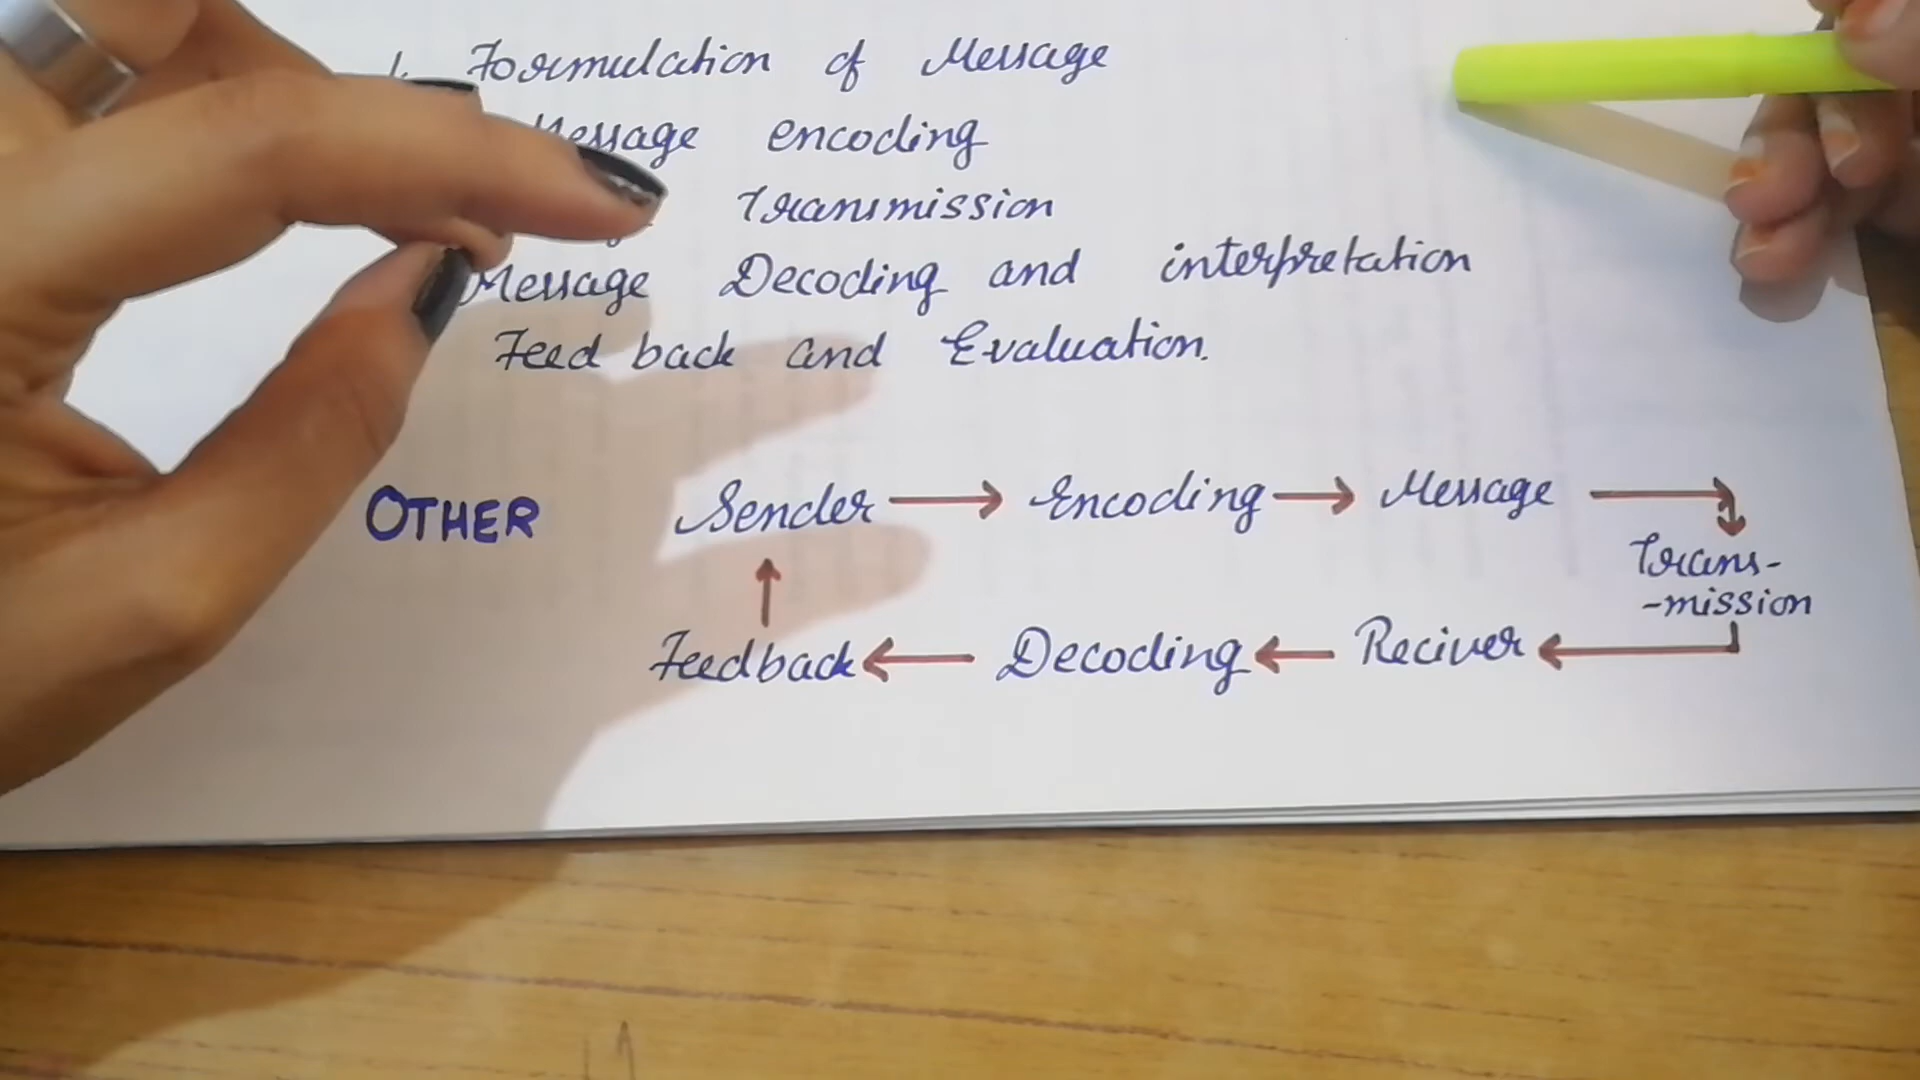 1. Formulation of Message
Message encoding
Transmission
Message Decoding and interpretation
Feed back and Evaluation.
OTHER Sender → Encoding → Message →
Trans-
-mission
Feedback ← Decoding ← Reciver ←